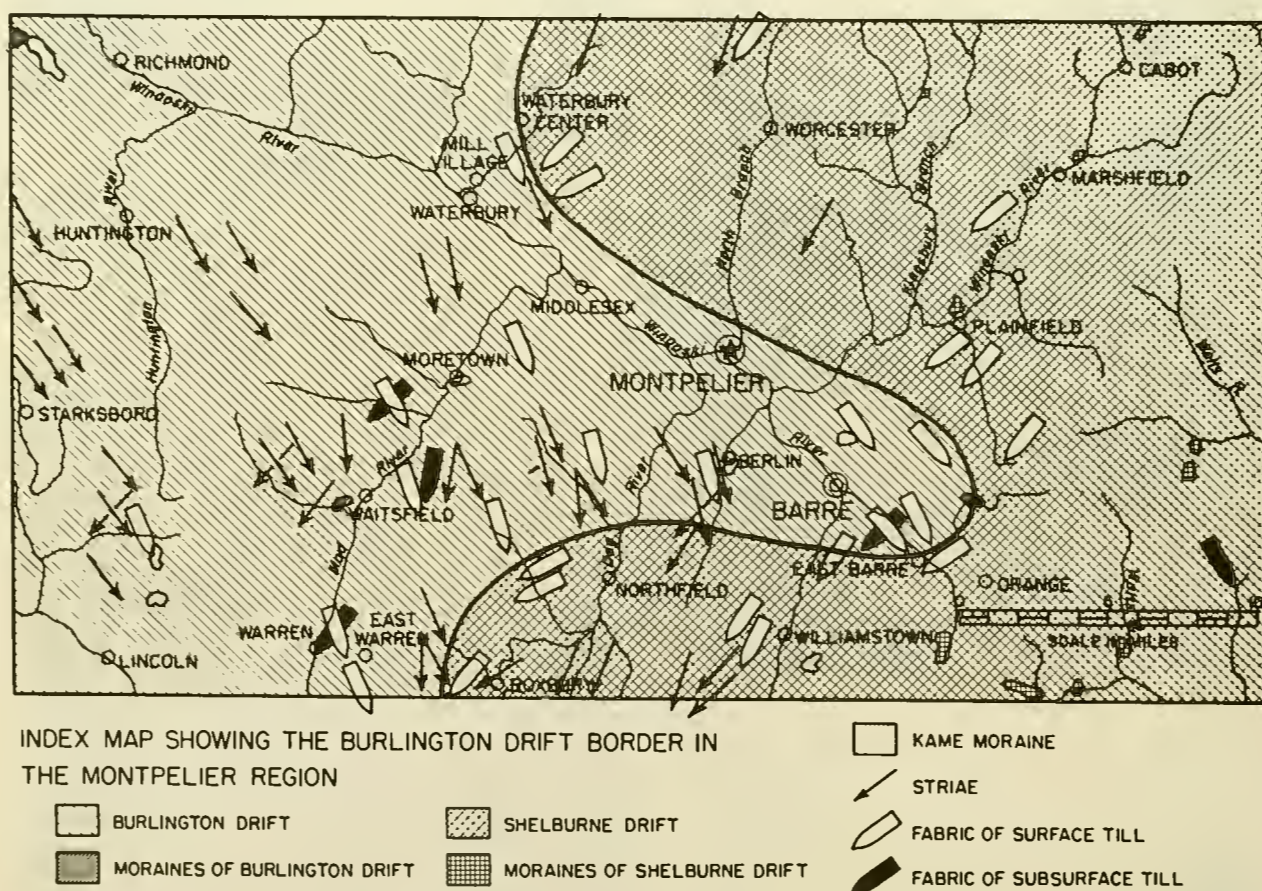 RICHMOND
CABOT
Winooski
River
WATERBURY
CENTER
WORCESTER
MILL
VILLAGE
MARSHFIELD
River
WATERBURY
HUNTINGTON
North
Branch
Kingsbury
Branch
Winooski
River
MIDDLESEX
Winooski
PLAINFIELD
Huntington
MORETOWN
MONTPELIER
Wells R.
STARKSBORO
River
BERLIN
River
River
WAITSFIELD
BARRE
Mad
EAST BARRE
Dog
NORTHFIELD
ORANGE
0
SCALE IN MILES
WARREN
EAST
WARREN
WILLIAMSTOWN
LINCOLN
ROXBURY
INDEX MAP SHOWING THE BURLINGTON DRIFT BORDER IN
THE MONTPELIER REGION
BURLINGTON DRIFT
MORAINES OF BURLINGTON DRIFT
SHELBURNE DRIFT
MORAINES OF SHELBURNE DRIFT
KAME MORAINE
STRIAE
FABRIC OF SURFACE TILL
FABRIC OF SUBSURFACE TILL